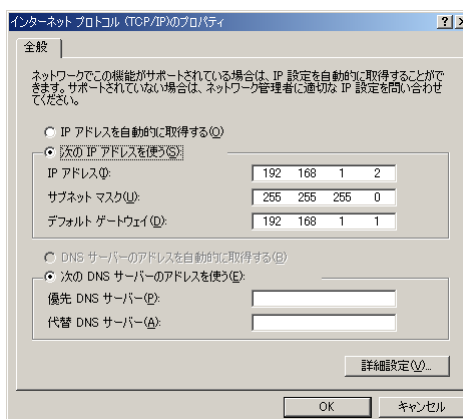 インターネット プロトコル (TCP/IP)のプロパティ
全般
ネットワークでこの機能がサポートされている場合は、IP 設定を自動的に取得することがで
きます。サポートされていない場合は、ネットワーク管理者に適切な IP 設定を問い合わせ
てください。
IP アドレスを自動的に取得する(O)
次の IP アドレスを使う(S):
IP アドレス(I): 192 168 1 2
サブネット マスク(U): 255 255 255 0
デフォルト ゲートウェイ(D): 192 168 1 1
DNS サーバーのアドレスを自動的に取得する(B)
次の DNS サーバーのアドレスを使う(E):
優先 DNS サーバー(P):
代替 DNS サーバー(A):
詳細設定(V)...
OK キャンセル